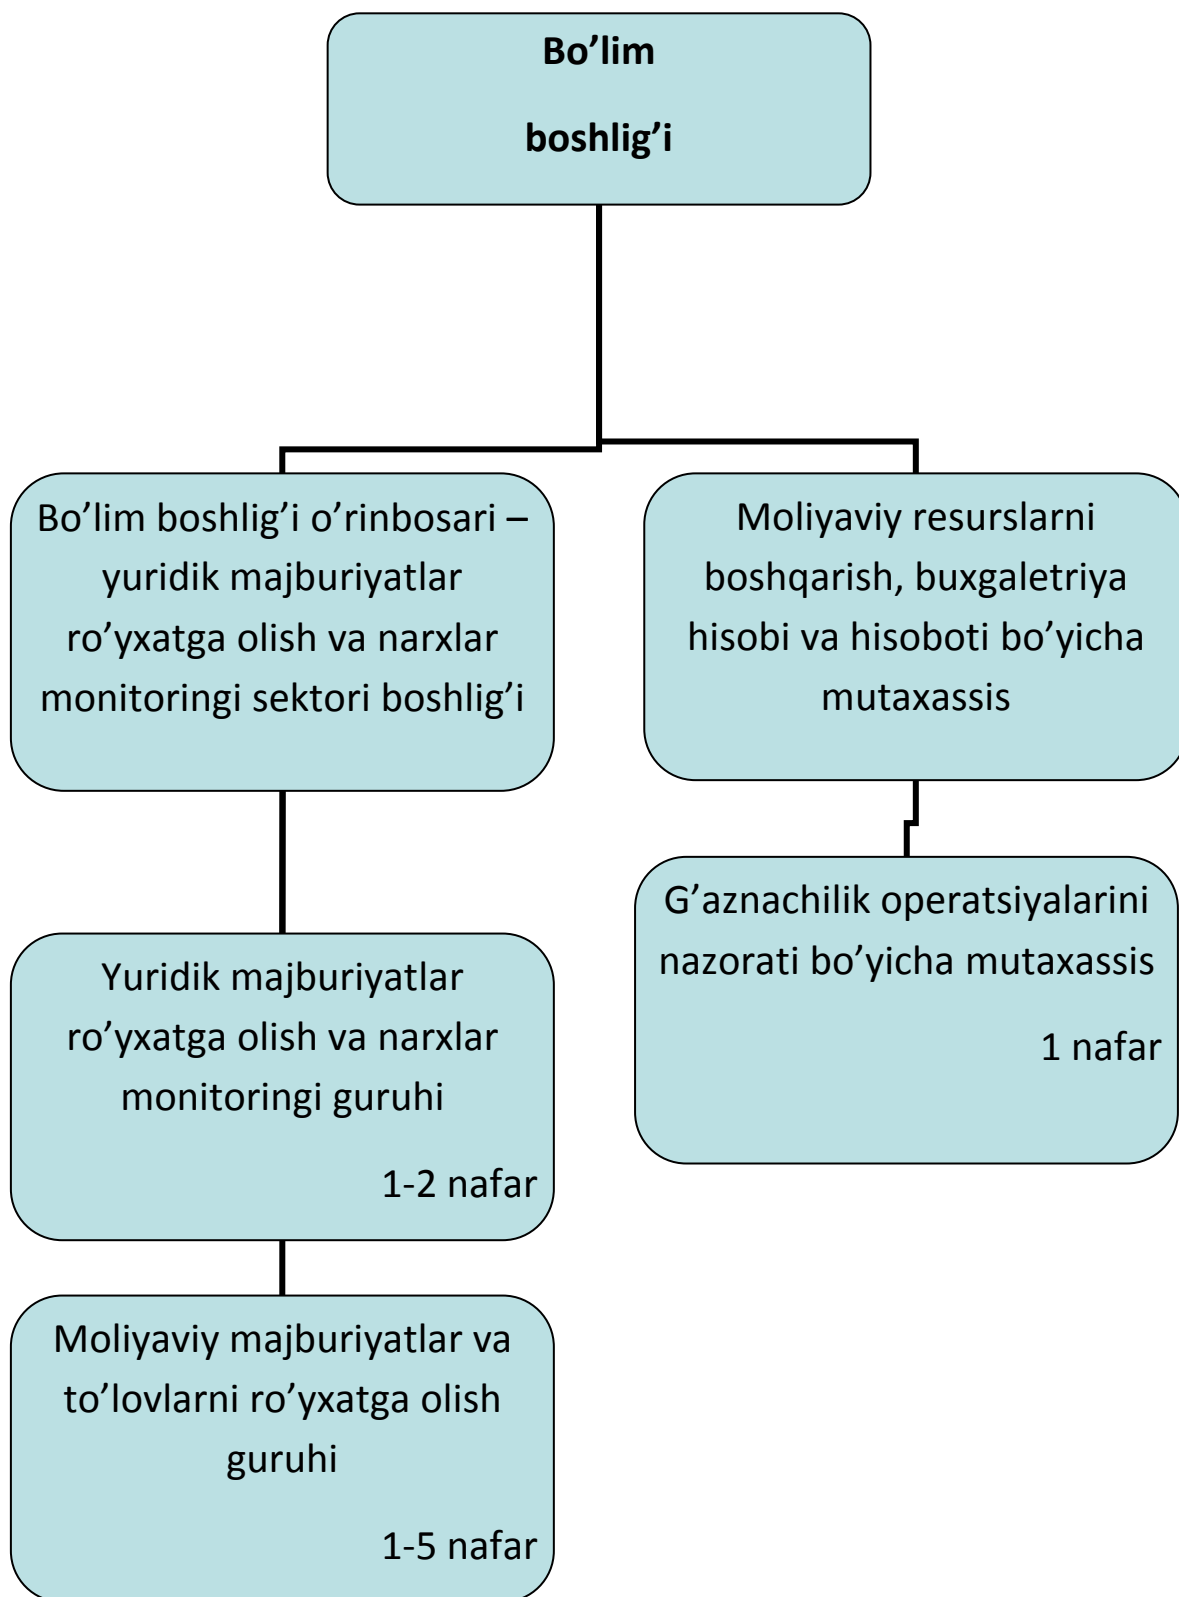 Bo’lim
boshlig’i
Bo’lim boshlig’i o’rinbosari –
yuridik majburiyatlar
ro’yxatga olish va narxlar
monitoringi sektori boshlig’i
Moliyaviy resurslarni
boshqarish, buxgaletriya
hisobi va hisoboti bo’yicha
mutaxassis
Yuridik majburiyatlar
ro’yxatga olish va narxlar
monitoringi guruhi
1-2 nafar
G’aznachilik operatsiyalarini
nazorati bo’yicha mutaxassis
1 nafar
Moliyaviy majburiyatlar va
to’lovlarni ro’yxatga olish
guruhi
1-5 nafar